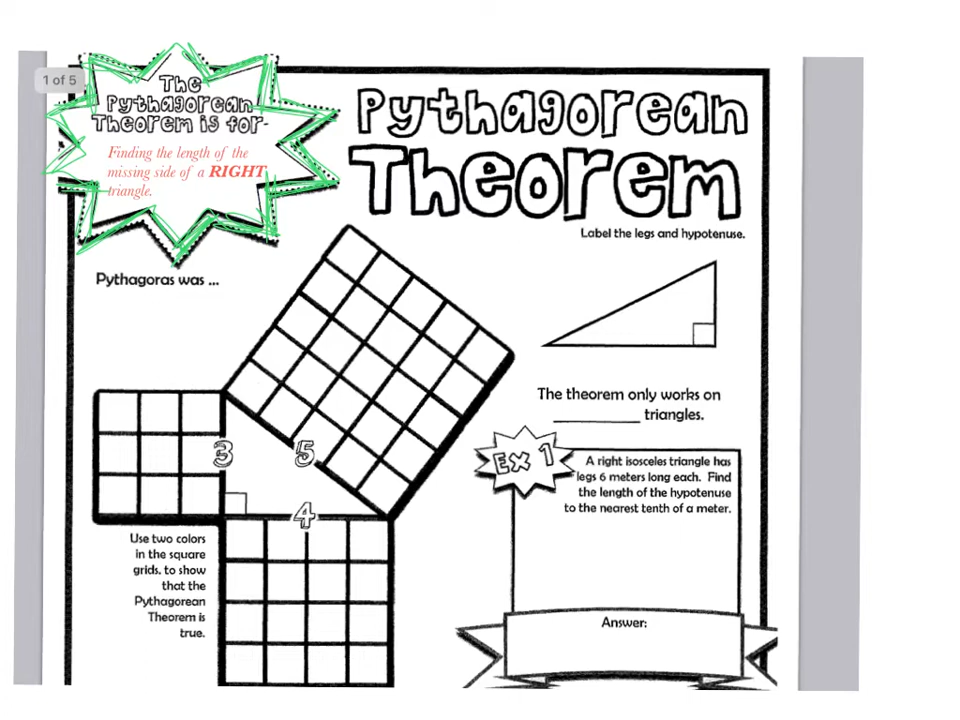 1 of 5
The
Pythagorean
Theorem is for-
Finding the length of the
missing side of a RIGHT
triangle.
Pythagorean
Theorem
Label the legs and hypotenuse.
Pythagoras was ...
The theorem only works on
____________ triangles.
3
5
4
Ex 1
A right isosceles triangle has
legs 6 meters long each. Find
the length of the hypotenuse
to the nearest tenth of a meter.
Use two colors
in the square
grids. to show
that the
Pythagorean
Theorem is
true.
Answer: